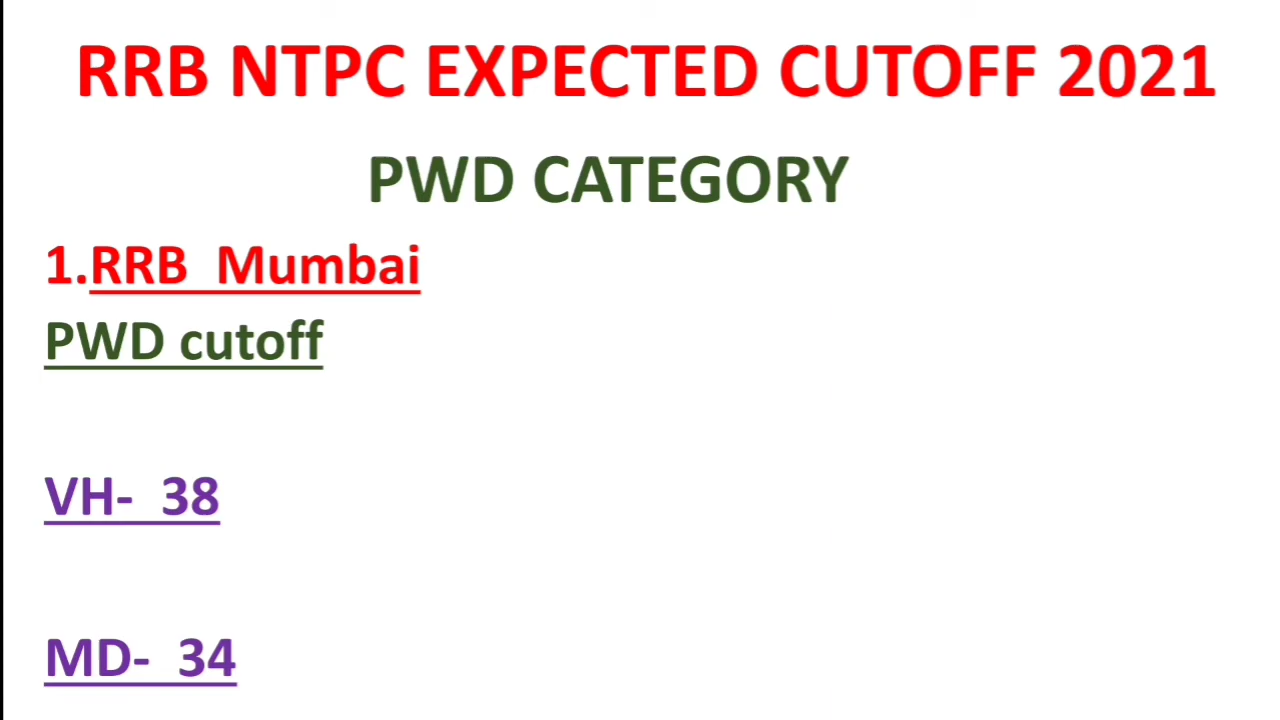 RRB NTPC EXPECTED CUTOFF 2021
PWD CATEGORY
1.RRB Mumbai
PWD cutoff
VH- 38
MD- 34